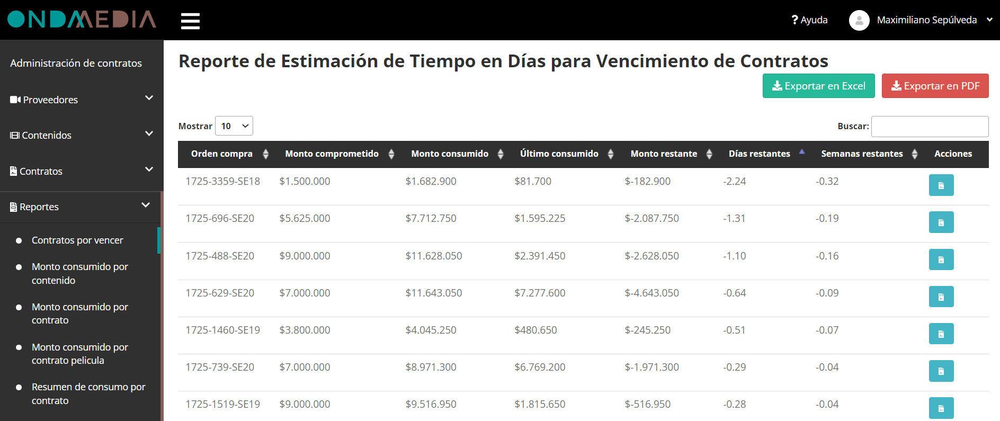 ONDAMEDIA
? Ayuda
Maximiliano Sepúlveda
Administración de contratos
Proveedores
Contenidos
Contratos
Reportes
Contratos por vencer
Monto consumido por
contenido
Monto consumido por
contrato
Monto consumido por
contrato pelicula
Resumen de consumo por
contrato
Reporte de Estimación de Tiempo en Días para Vencimiento de Contratos
Exportar en Excel
Exportar en PDF
Mostrar 10
Buscar:
Orden compra Monto comprometido Monto consumido Último consumido Monto restante Días restantes Semanas restantes Acciones
1725-3359-SE18 $1.500.000 $1.682.900 $81.700 $-182.900 -2.24 -0.32
1725-696-SE20 $5.625.000 $7.712.750 $1.595.225 $-2.087.750 -1.31 -0.19
1725-488-SE20 $9.000.000 $11.628.050 $2.391.450 $-2.628.050 -1.10 -0.16
1725-629-SE20 $7.000.000 $11.643.050 $7.277.600 $-4.643.050 -0.64 -0.09
1725-1460-SE19 $3.800.000 $4.045.250 $480.650 $-245.250 -0.51 -0.07
1725-739-SE20 $7.000.000 $8.971.300 $6.769.200 $-1.971.300 -0.29 -0.04
1725-1519-SE19 $9.000.000 $9.516.950 $1.815.650 $-516.950 -0.28 -0.04